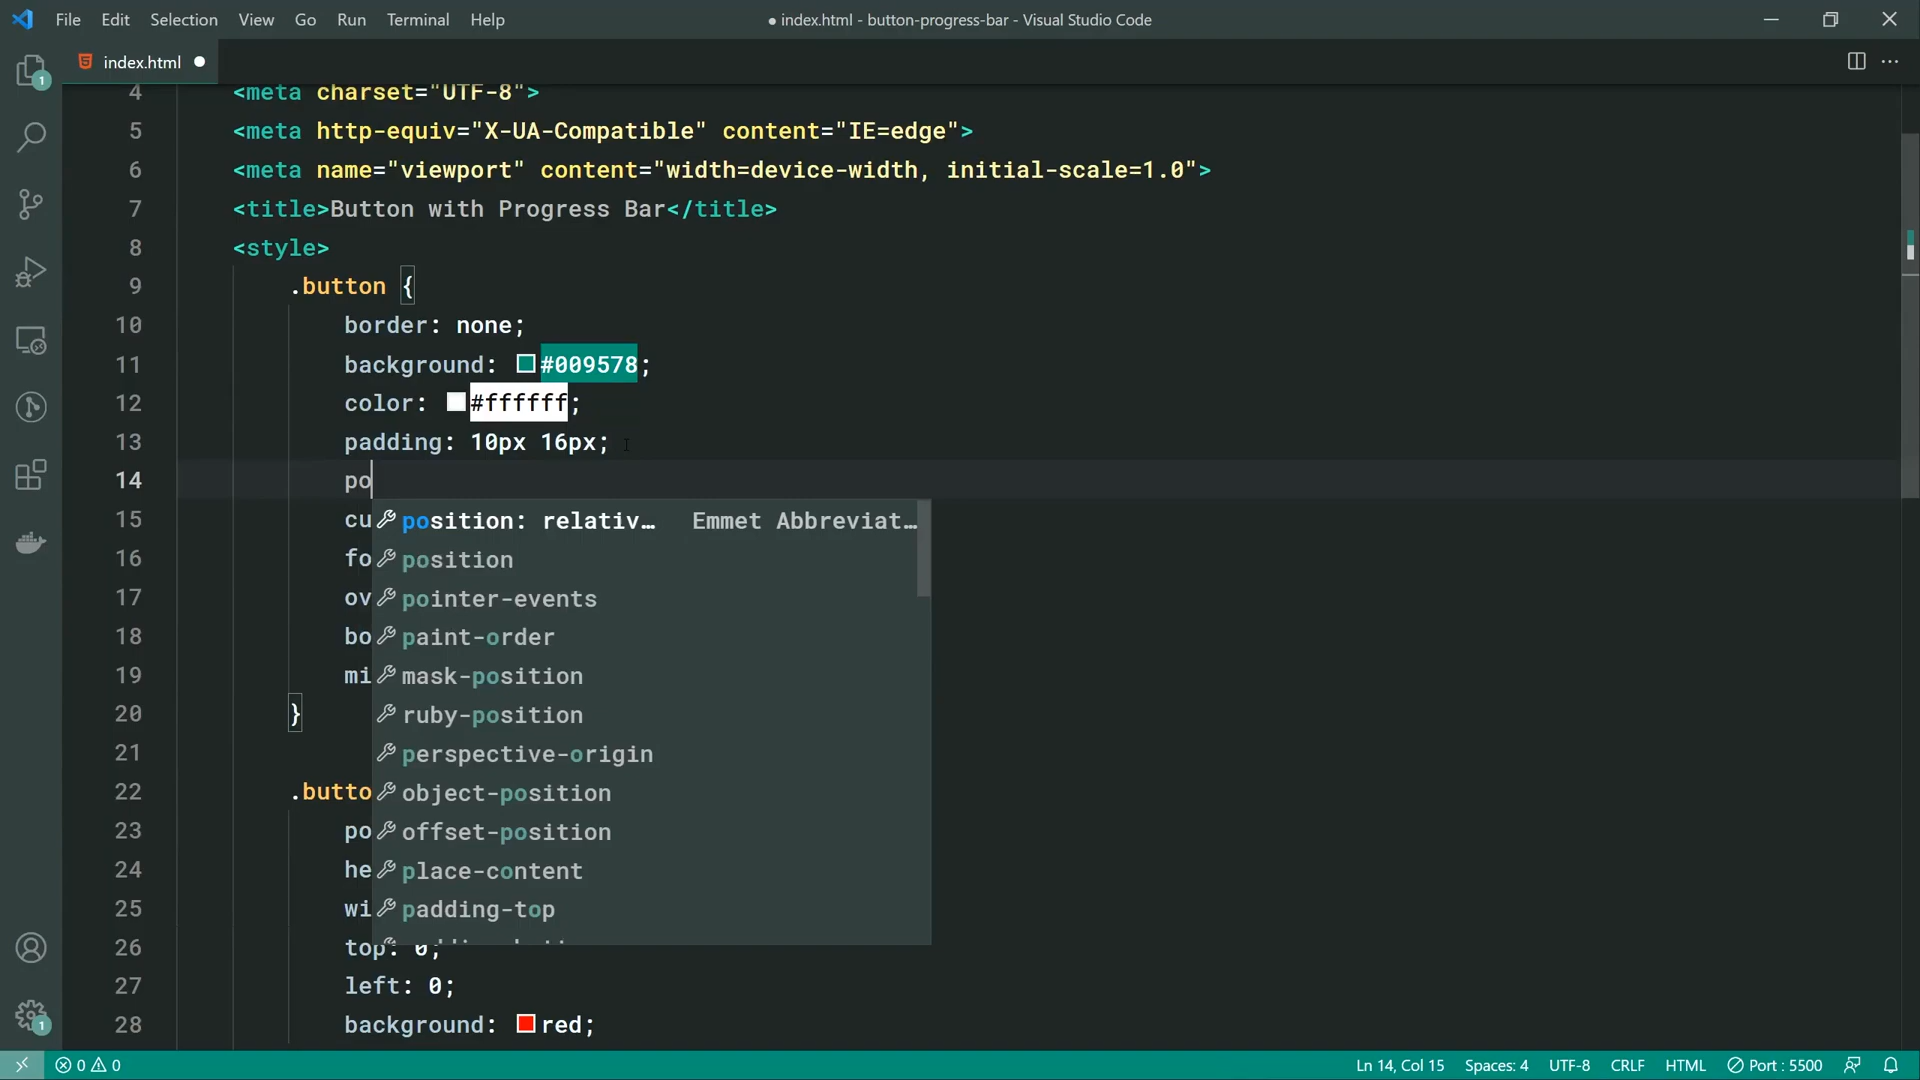 File Edit Selection View Go Run Terminal Help
● index.html - button-progress-bar - Visual Studio Code
index.html
4 <meta charset="UTF-8">
5 <meta http-equiv="X-UA-Compatible" content="IE=edge">
6 <meta name="viewport" content="width=device-width, initial-scale=1.0">
7 <title>Button with Progress Bar</title>
8 <style>
9 .button {
10 border: none;
11 background: #009578;
12 color: #ffffff;
13 padding: 10px 16px;
14 po
15 cu position: relativ… Emmet Abbreviat…
16 fo position
17 ov pointer-events
18 bo paint-order
19 mi mask-position
20 } ruby-position
21 perspective-origin
22 .butto object-position
23 po offset-position
24 he place-content
25 wi padding-top
26 top: 0;
27 left: 0;
28 background: red;
1
1
0 0
Ln 14, Col 15 Spaces: 4 UTF-8 CRLF HTML Port : 5500